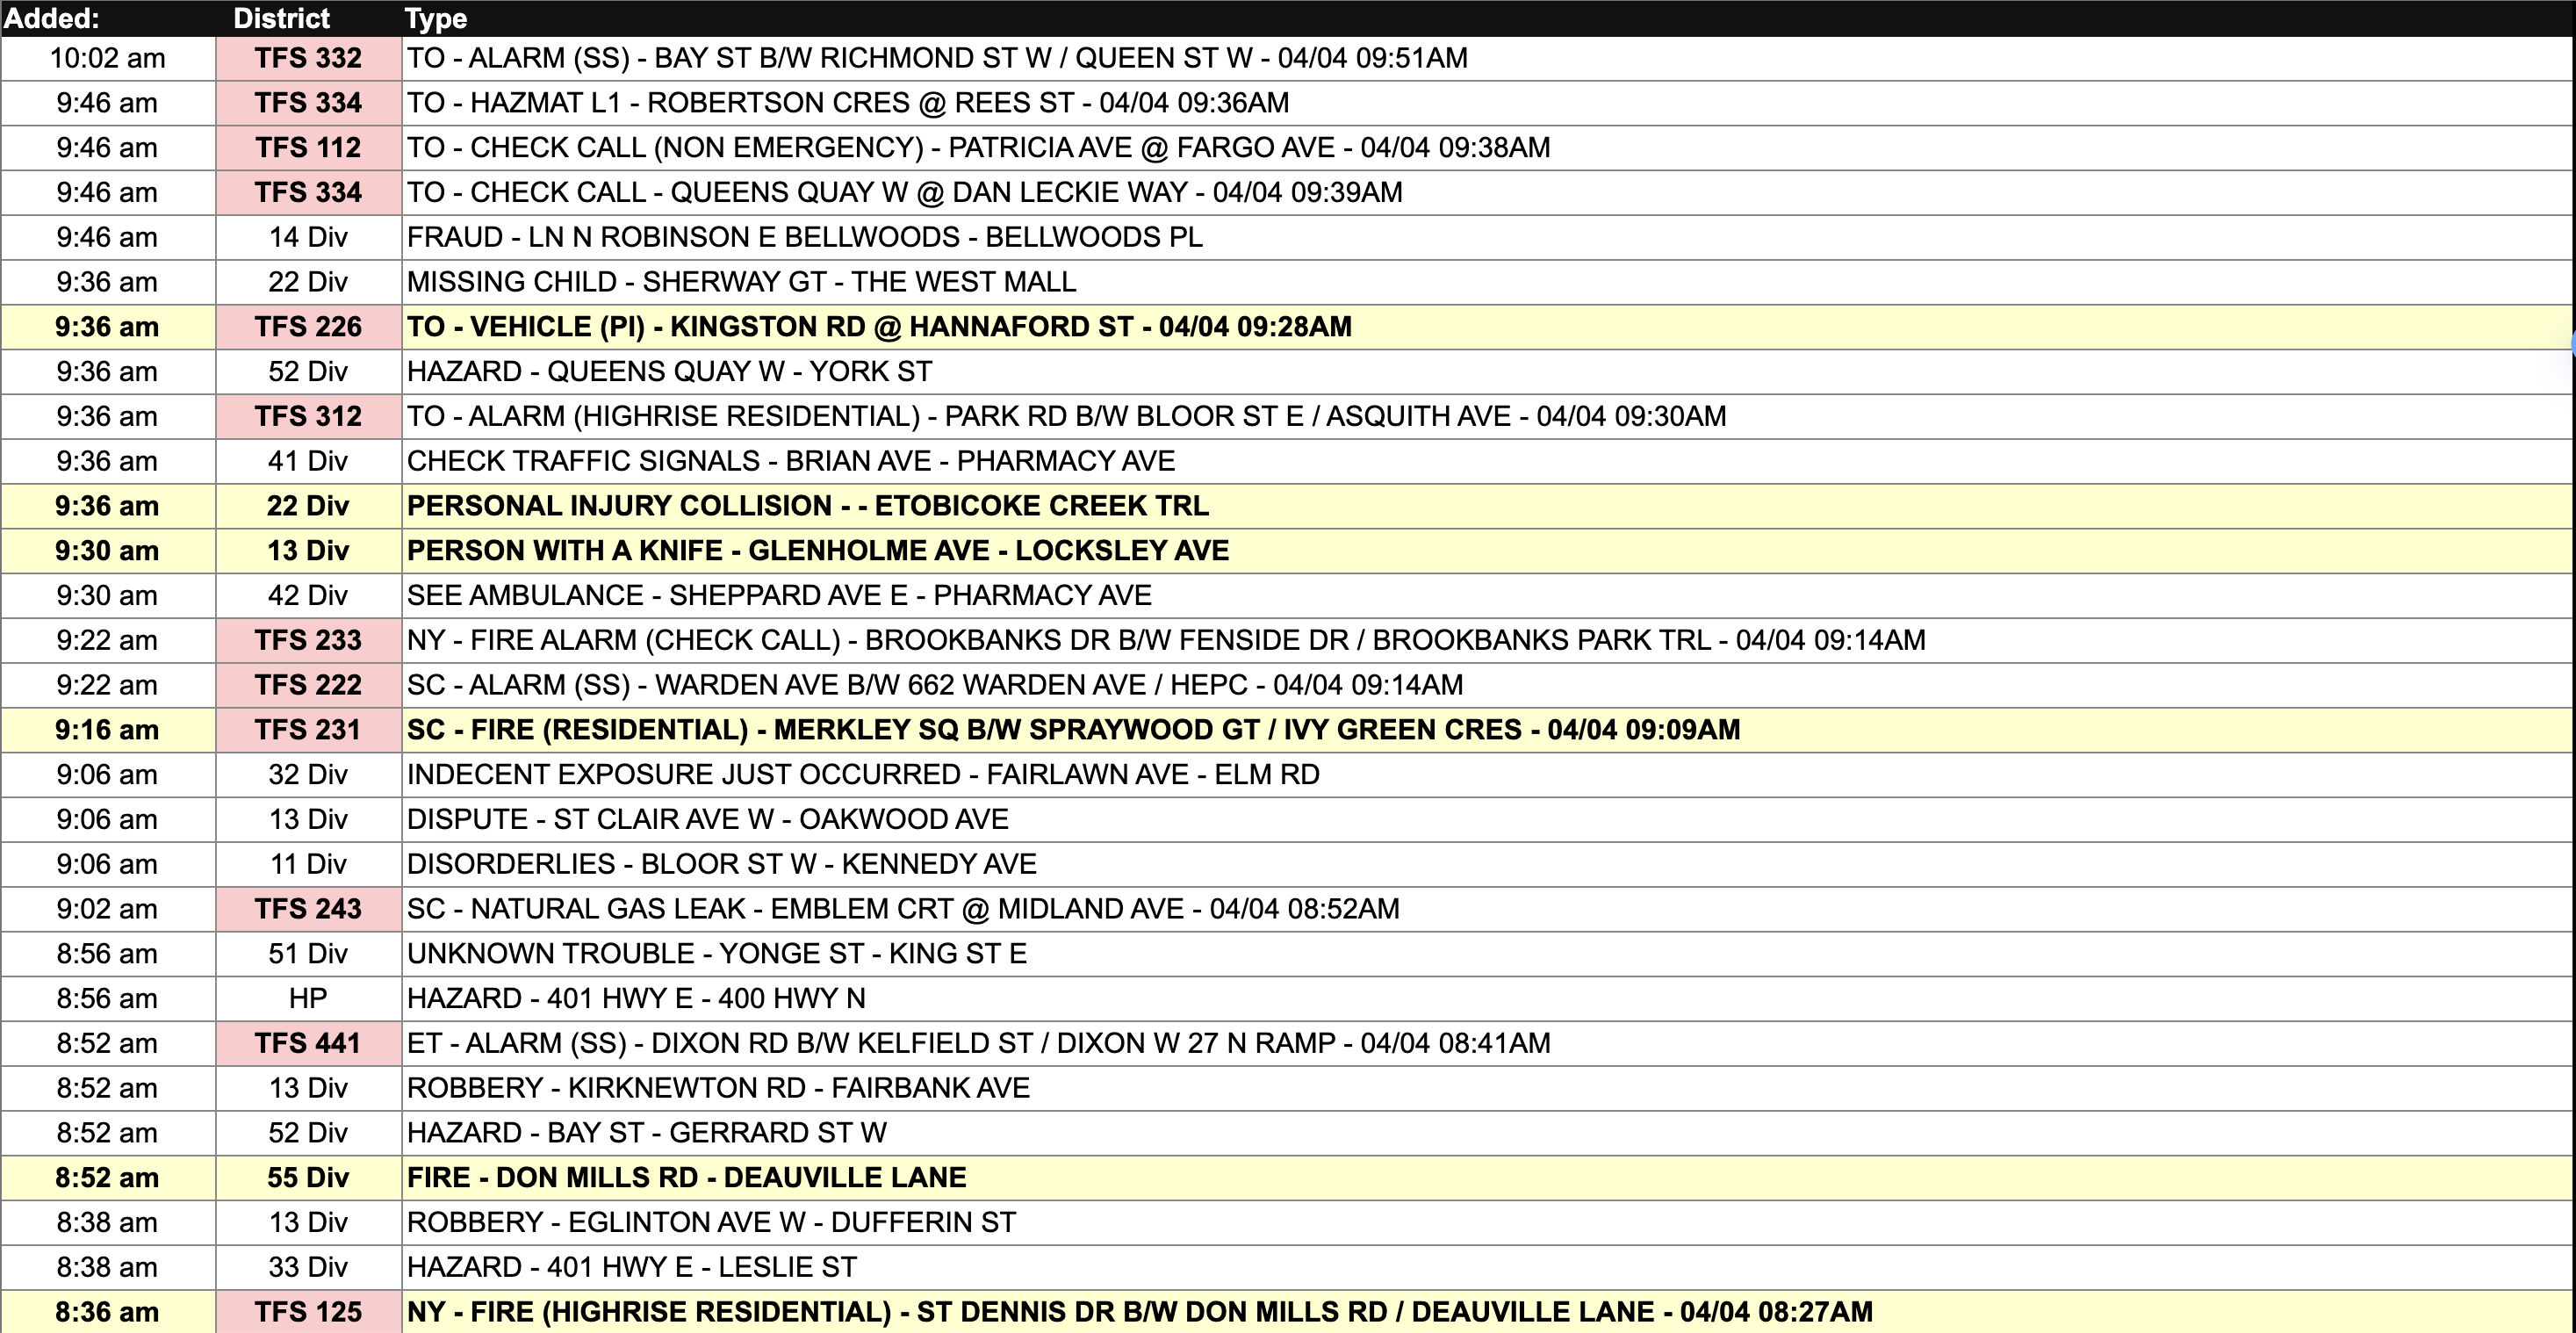 Added: District Type
10:02 am TFS 332 TO - ALARM (SS) - BAY ST B/W RICHMOND ST W / QUEEN ST W - 04/04 09:51AM
9:46 am TFS 334 TO - HAZMAT L1 - ROBERTSON CRES @ REES ST - 04/04 09:36AM
9:46 am TFS 112 TO - CHECK CALL (NON EMERGENCY) - PATRICIA AVE @ FARGO AVE - 04/04 09:38AM
9:46 am TFS 334 TO - CHECK CALL - QUEENS QUAY W @ DAN LECKIE WAY - 04/04 09:39AM
9:46 am 14 Div FRAUD - LN N ROBINSON E BELLWOODS - BELLWOODS PL
9:36 am 22 Div MISSING CHILD - SHERWAY GT - THE WEST MALL
9:36 am TFS 226 TO - VEHICLE (PI) - KINGSTON RD @ HANNAFORD ST - 04/04 09:28AM
9:36 am 52 Div HAZARD - QUEENS QUAY W - YORK ST
9:36 am TFS 312 TO - ALARM (HIGHRISE RESIDENTIAL) - PARK RD B/W BLOOR ST E / ASQUITH AVE - 04/04 09:30AM
9:36 am 41 Div CHECK TRAFFIC SIGNALS - BRIAN AVE - PHARMACY AVE
9:36 am 22 Div PERSONAL INJURY COLLISION - - ETOBICOKE CREEK TRL
9:30 am 13 Div PERSON WITH A KNIFE - GLENHOLME AVE - LOCKSLEY AVE
9:30 am 42 Div SEE AMBULANCE - SHEPPARD AVE E - PHARMACY AVE
9:22 am TFS 233 NY - FIRE ALARM (CHECK CALL) - BROOKBANKS DR B/W FENSIDE DR / BROOKBANKS PARK TRL - 04/04 09:14AM
9:22 am TFS 222 SC - ALARM (SS) - WARDEN AVE B/W 662 WARDEN AVE / HEPC - 04/04 09:14AM
9:16 am TFS 231 SC - FIRE (RESIDENTIAL) - MERKLEY SQ B/W SPRAYWOOD GT / IVY GREEN CRES - 04/04 09:09AM
9:06 am 32 Div INDECENT EXPOSURE JUST OCCURRED - FAIRLAWN AVE - ELM RD
9:06 am 13 Div DISPUTE - ST CLAIR AVE W - OAKWOOD AVE
9:06 am 11 Div DISORDERLIES - BLOOR ST W - KENNEDY AVE
9:02 am TFS 243 SC - NATURAL GAS LEAK - EMBLEM CRT @ MIDLAND AVE - 04/04 08:52AM
8:56 am 51 Div UNKNOWN TROUBLE - YONGE ST - KING ST E
8:56 am HP HAZARD - 401 HWY E - 400 HWY N
8:52 am TFS 441 ET - ALARM (SS) - DIXON RD B/W KELFIELD ST / DIXON W 27 N RAMP - 04/04 08:41AM
8:52 am 13 Div ROBBERY - KIRKNEWTON RD - FAIRBANK AVE
8:52 am 52 Div HAZARD - BAY ST - GERRARD ST W
8:52 am 55 Div FIRE - DON MILLS RD - DEAUVILLE LANE
8:38 am 13 Div ROBBERY - EGLINTON AVE W - DUFFERIN ST
8:38 am 33 Div HAZARD - 401 HWY E - LESLIE ST
8:36 am TFS 125 NY - FIRE (HIGHRISE RESIDENTIAL) - ST DENNIS DR B/W DON MILLS RD / DEAUVILLE LANE - 04/04 08:27AM